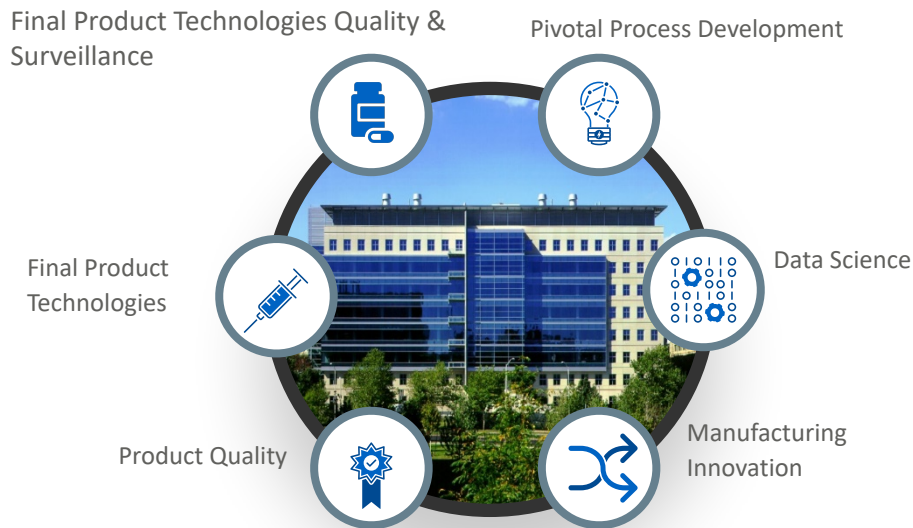 Final Product Technologies Quality &
Surveillance
Pivotal Process Development
Final Product
Technologies
Data Science
Product Quality
Manufacturing
Innovation